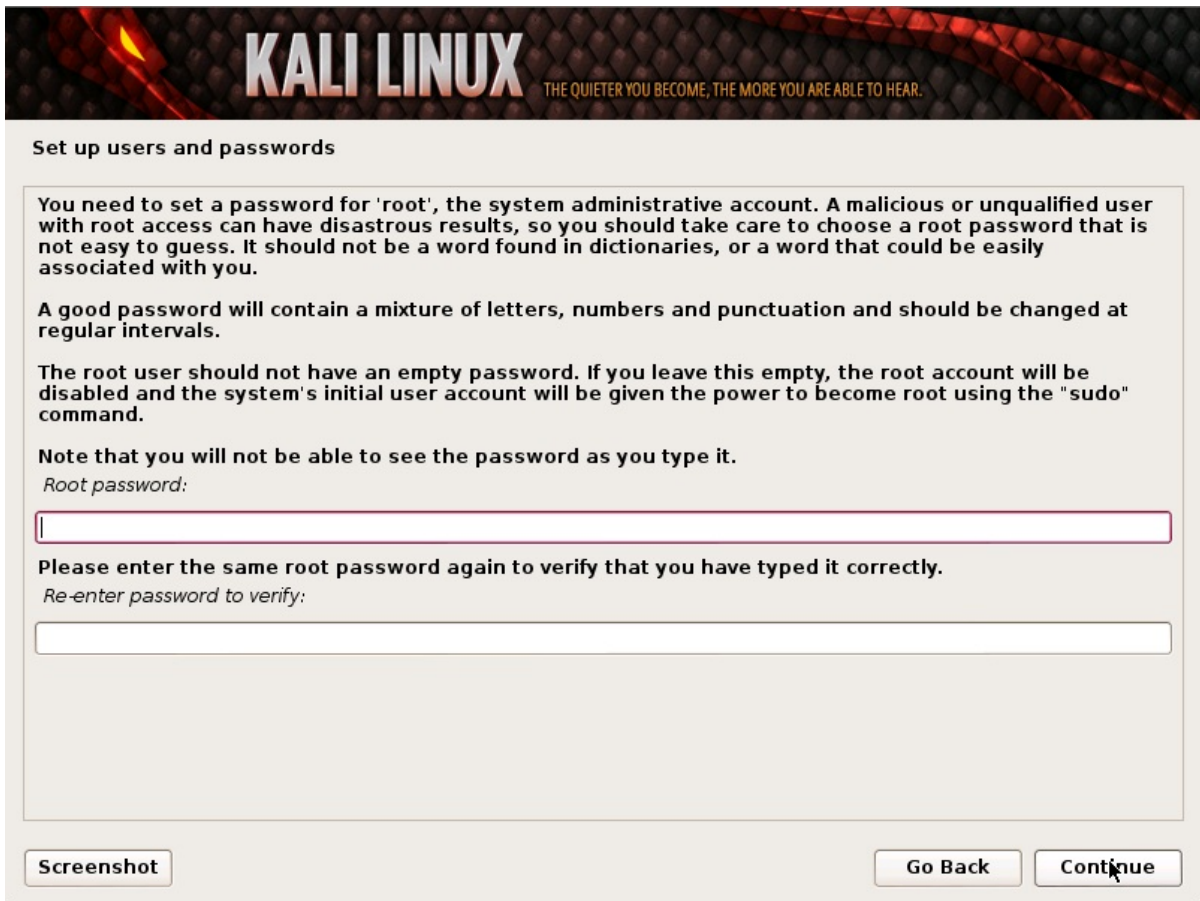 KALI LINUX
THE QUIETER YOU BECOME, THE MORE YOU ARE ABLE TO HEAR.
Set up users and passwords
You need to set a password for 'root', the system administrative account. A malicious or unqualified user
with root access can have disastrous results, so you should take care to choose a root password that is
not easy to guess. It should not be a word found in dictionaries, or a word that could be easily
associated with you.
A good password will contain a mixture of letters, numbers and punctuation and should be changed at
regular intervals.
The root user should not have an empty password. If you leave this empty, the root account will be
disabled and the system's initial user account will be given the power to become root using the "sudo"
command.
Note that you will not be able to see the password as you type it.
Root password:
Please enter the same root password again to verify that you have typed it correctly.
Re-enter password to verify:
Screenshot
Go Back
Continue